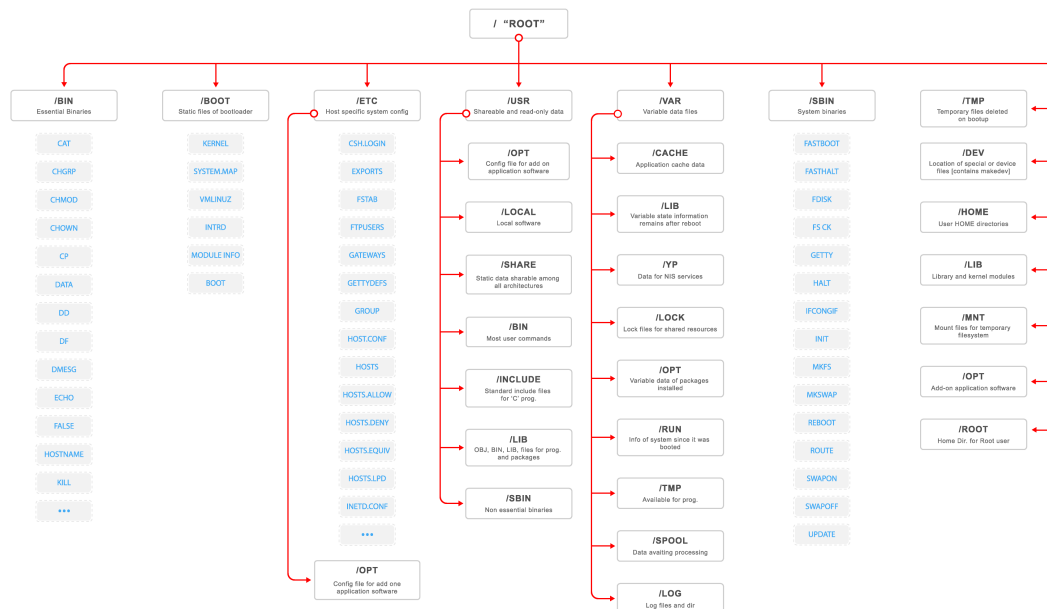 / “ROOT”
/BIN
Essential Binaries
CAT
CHGRP
CHMOD
CHOWN
CP
DATA
DD
DF
DMESG
ECHO
FALSE
HOSTNAME
KILL
•••
/BOOT
Static files of bootloader
KERNEL
SYSTEM.MAP
VMLINUZ
INTRD
MODULE INFO
BOOT
/ETC
Host specific system config
CSH.LOGIN
EXPORTS
FSTAB
FTPUSERS
GATEWAYS
GETTYDEFS
GROUP
HOST.CONF
HOSTS
HOSTS.ALLOW
HOSTS.DENY
HOSTS.EQUIV
HOSTS.LPD
INETD.CONF
•••
/OPT
Config file for add one
application software
/USR
Shareable and read-only data
/OPT
Config file for add on
application software
/LOCAL
Local software
/SHARE
Static data sharable among
all architectures
/BIN
Most user commands
/INCLUDE
Standard include files
for ‘C’ prog.
/LIB
OBJ, BIN, LIB, files for prog.
and packages
/SBIN
Non essential binaries
/VAR
Variable data files
/CACHE
Application cache data
/LIB
Variable state information
remains after reboot
/YP
Data for NIS services
/LOCK
Lock files for shared resources
/OPT
Variable data of packages
installed
/RUN
Info of system since it was
booted
/TMP
Available for prog.
/SPOOL
Data awaiting processing
/LOG
Log files and dir
/SBIN
System binaries
FASTBOOT
FASTHALT
FDISK
FS CK
GETTY
HALT
IFCONGIF
INIT
MKFS
MKSWAP
REBOOT
ROUTE
SWAPON
SWAPOFF
UPDATE
/TMP
Temporary files deleted
on bootup
/DEV
Location of special or device
files [contains makedev]
/HOME
User HOME directories
/LIB
Library and kernel modules
/MNT
Mount files for temporary
filesystem
/OPT
Add-on application software
/ROOT
Home Dir. for Root user